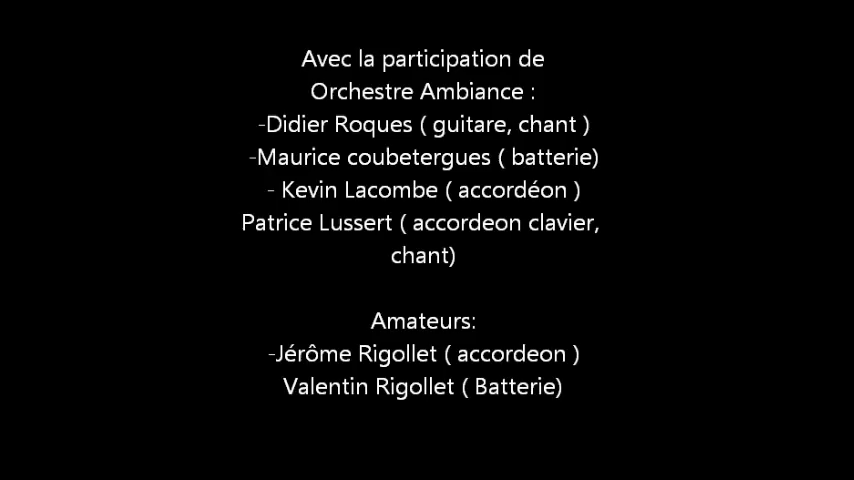 Avec la participation de
Orchestre Ambiance :
-Didier Roques ( guitare, chant )
-Maurice coubetergues ( batterie)
- Kevin Lacombe ( accordéon )
Patrice Lussert ( accordeon clavier,
chant)
Amateurs:
-Jérôme Rigollet ( accordeon )
Valentin Rigollet ( Batterie)